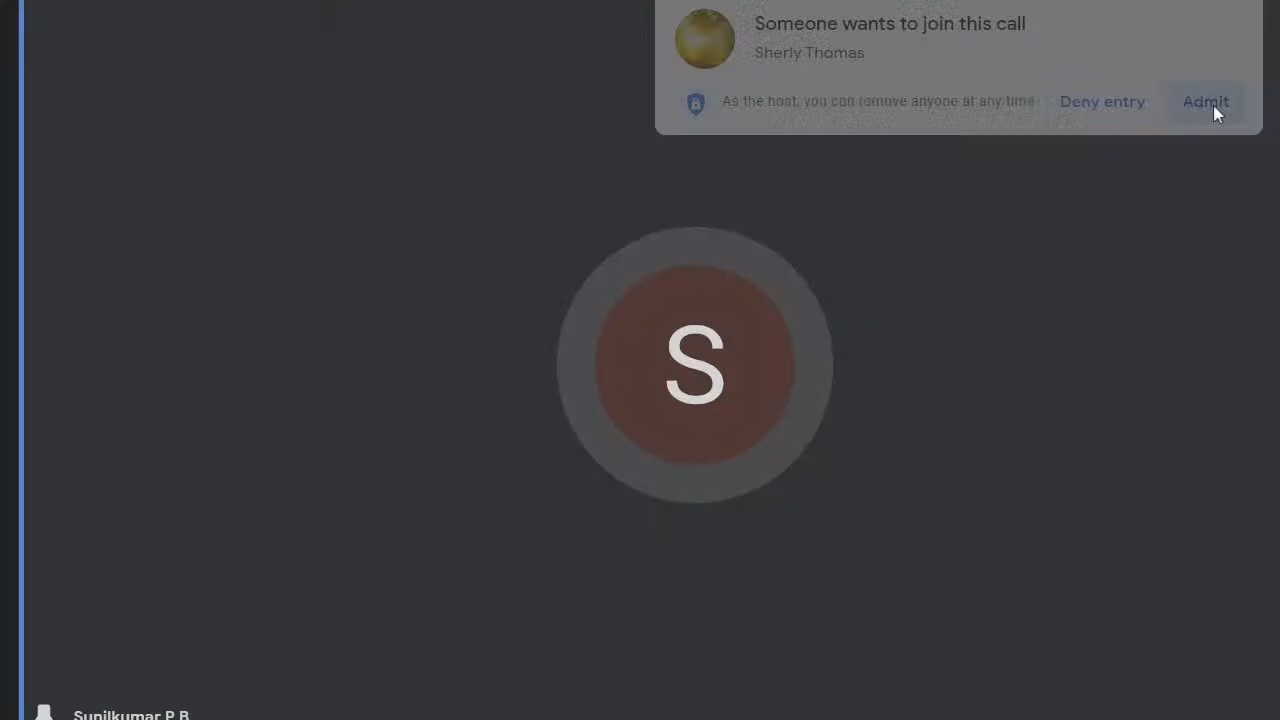 Someone wants to join this call
Sherly Thomas
As the host, you can remove anyone at any time
Deny entry
Admit
S
Sunilkumar P B